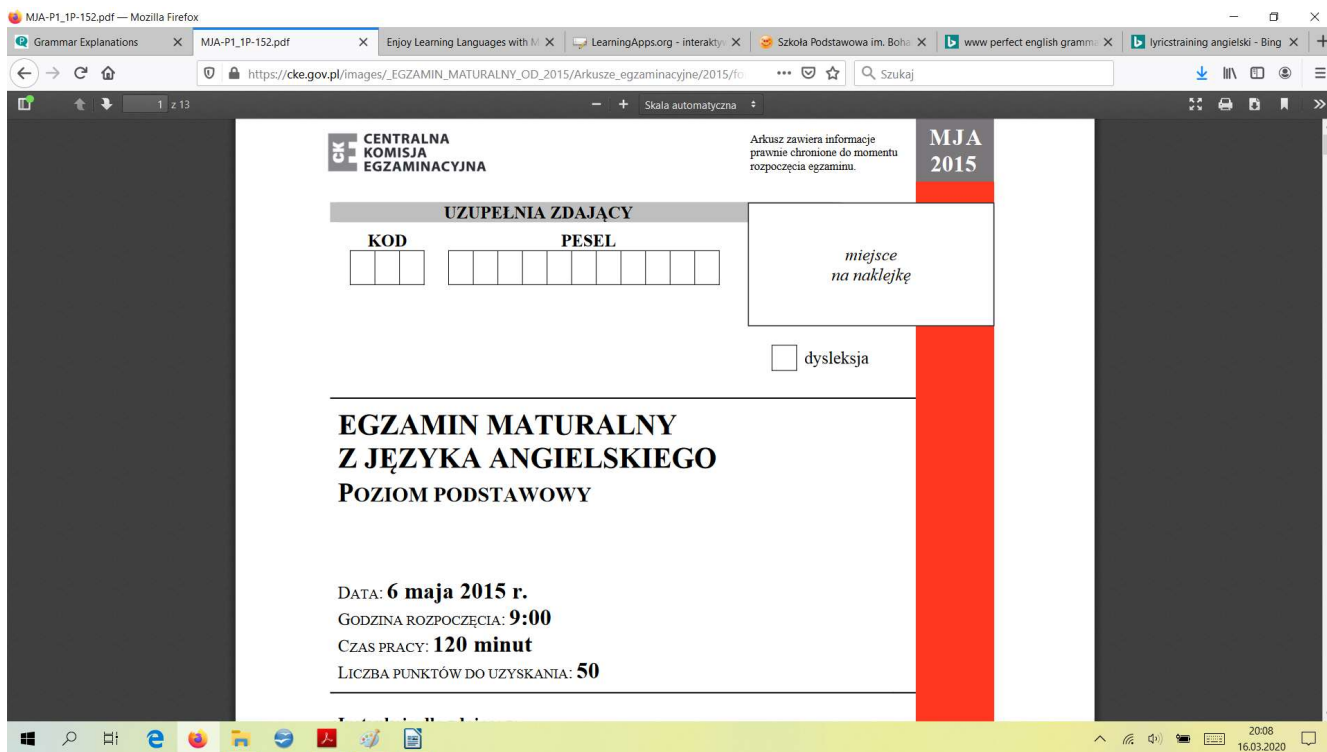 MJA-P1_1P-152.pdf — Mozilla Firefox
Grammar Explanations
MJA-P1_1P-152.pdf
Enjoy Learning Languages with M
LearningApps.org - interaktyw
Szkoła Podstawowa im. Boha
www perfect english gramma
lyricstraining angielski - Bing
https://cke.gov.pl/images/_EGZAMIN_MATURALNY_OD_2015/Arkusze_egzaminacyjne/2015/fo
Szukaj
1 z 13
Skala automatyczna
CENTRALNA
KOMISJA
EGZAMINACYJNA
Arkusz zawiera informacje
prawnie chronione do momentu
rozpoczęcia egzaminu.
MJA
2015
UZUPEŁNIA ZDAJĄCY
KOD
PESEL
miejsce
na naklejkę
dysleksja
EGZAMIN MATURALNY
Z JĘZYKA ANGIELSKIEGO
POZIOM PODSTAWOWY
DATA: 6 maja 2015 r.
GODZINA ROZPOCZĘCIA: 9:00
CZAS PRACY: 120 minut
LICZBA PUNKTÓW DO UZYSKANIA: 50
20:08
16.03.2020